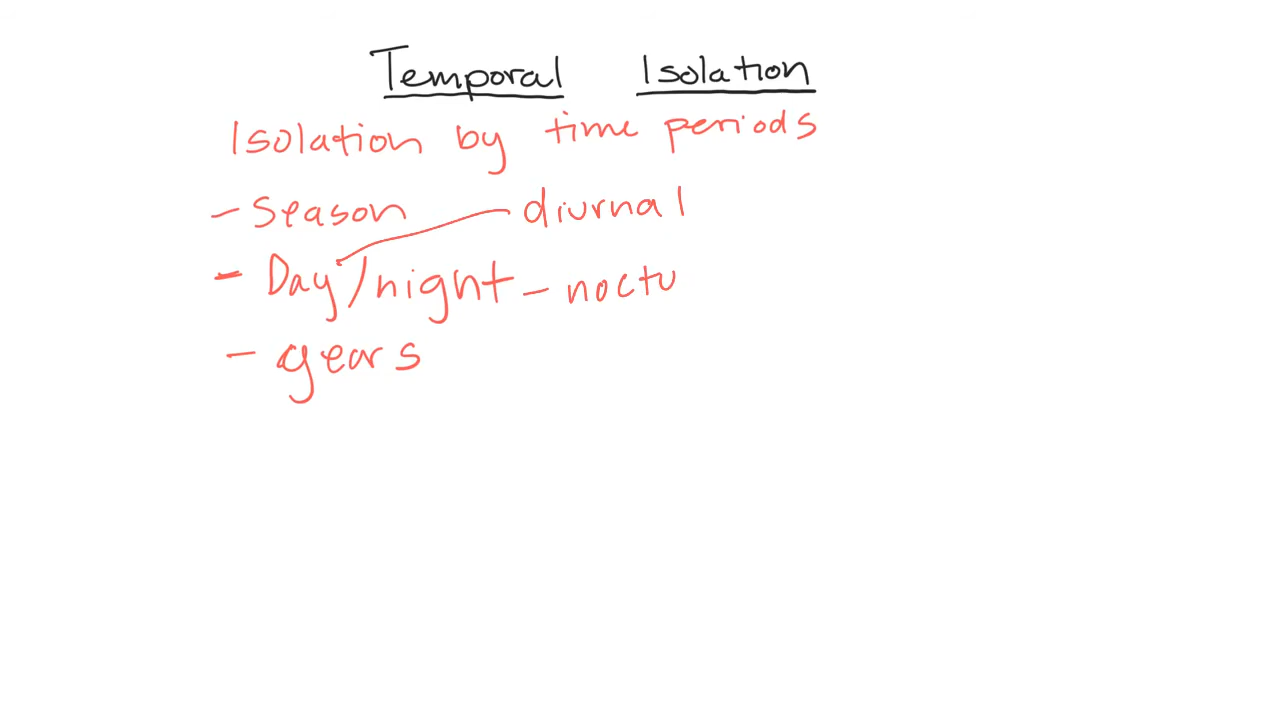 Temporal Isolation
Isolation by time periods
- Season
diurnal
- Day/night - noctu
- years